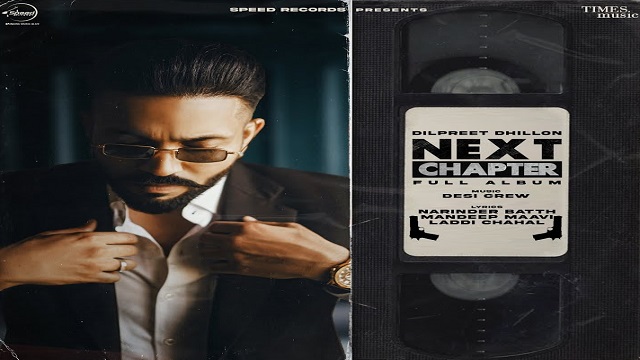 Speed
SPEED RECORDS PRESENTS
TIMES
music
DILPREET DHILLON
NEXT
CHAPTER
FULL ALBUM
MUSIC
DESI CREW
LYRICS
NARINDER BATTH
MANDEEP MAAVI
LADDI CHAHAL